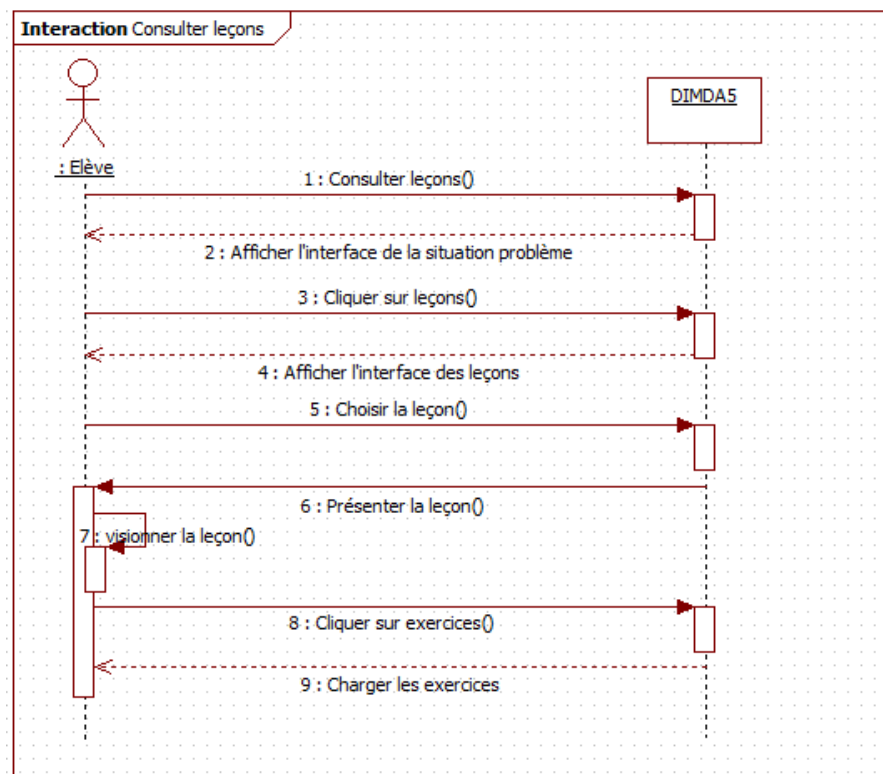 Interaction Consulter leçons
DIMDA5
: Elève
1 : Consulter leçons()
2 : Afficher l'interface de la situation problème
3 : Cliquer sur leçons()
4 : Afficher l'interface des leçons
5 : Choisir la leçon()
6 : Présenter la leçon()
7 : visionner la leçon()
8 : Cliquer sur exercices()
9 : Charger les exercices